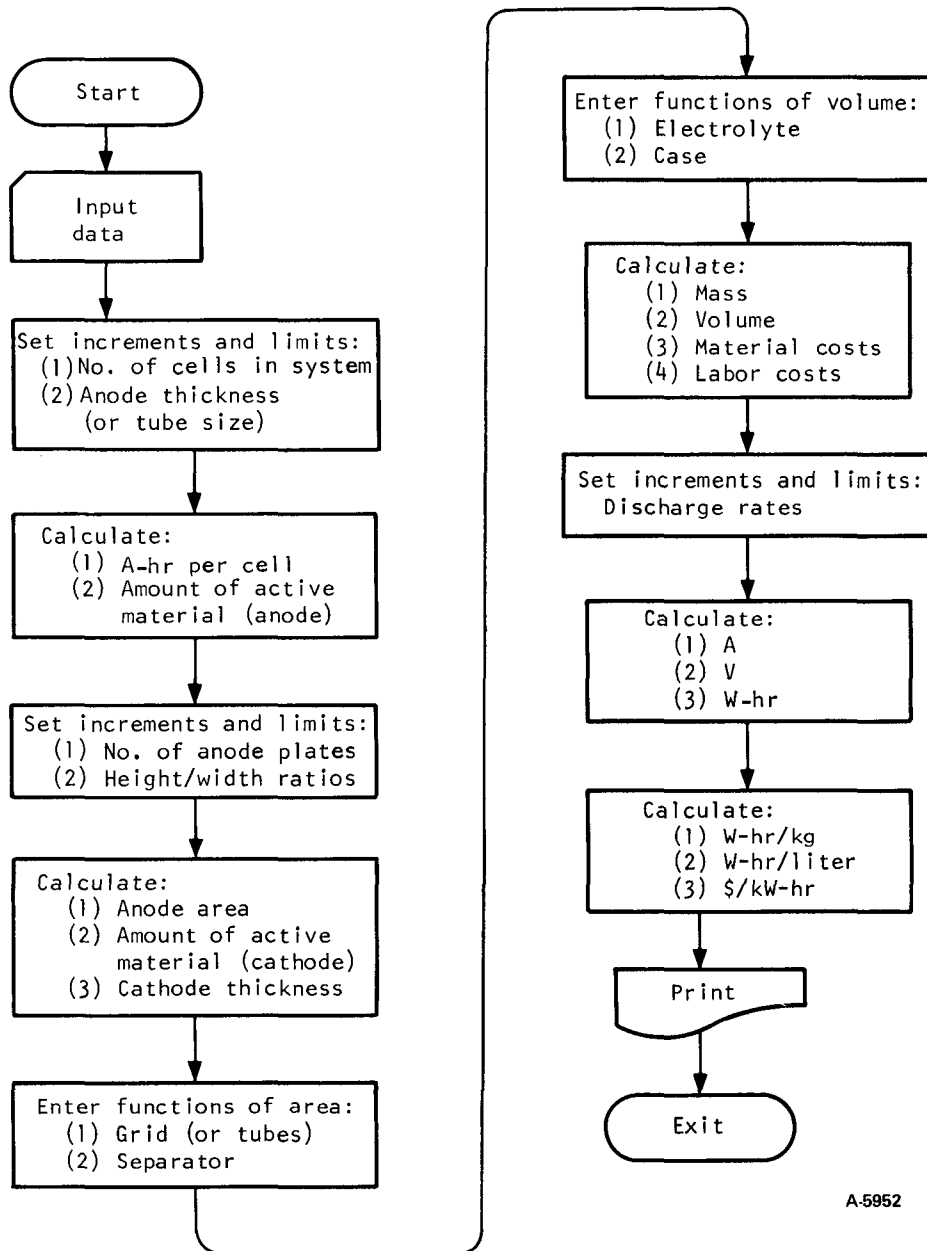 Start
Input
data
Set increments and limits:
(1) No. of cells in system
(2) Anode thickness
(or tube size)
Calculate:
(1) A-hr per cell
(2) Amount of active
material (anode)
Set increments and limits:
(1) No. of anode plates
(2) Height/width ratios
Calculate:
(1) Anode area
(2) Amount of active
material (cathode)
(3) Cathode thickness
Enter functions of area:
(1) Grid (or tubes)
(2) Separator
Enter functions of volume:
(1) Electrolyte
(2) Case
Calculate:
(1) Mass
(2) Volume
(3) Material costs
(4) Labor costs
Set increments and limits:
Discharge rates
Calculate:
(1) A
(2) V
(3) W-hr
Calculate:
(1) W-hr/kg
(2) W-hr/liter
(3) $/kW-hr
Print
Exit
A-5952